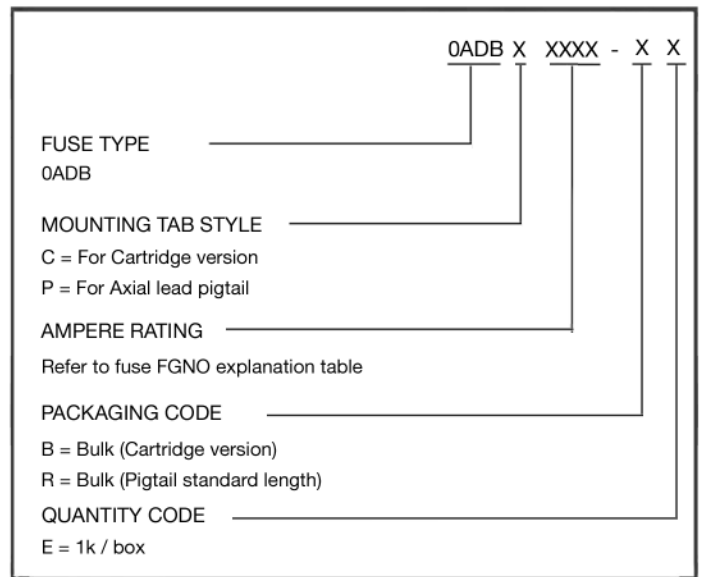 0ADB X XXXX - X X
FUSE TYPE
0ADB
MOUNTING TAB STYLE
C = For Cartridge version
P = For Axial lead pigtail
AMPERE RATING
Refer to fuse FGNO explanation table
PACKAGING CODE
B = Bulk (Cartridge version)
R = Bulk (Pigtail standard length)
QUANTITY CODE
E = 1k / box